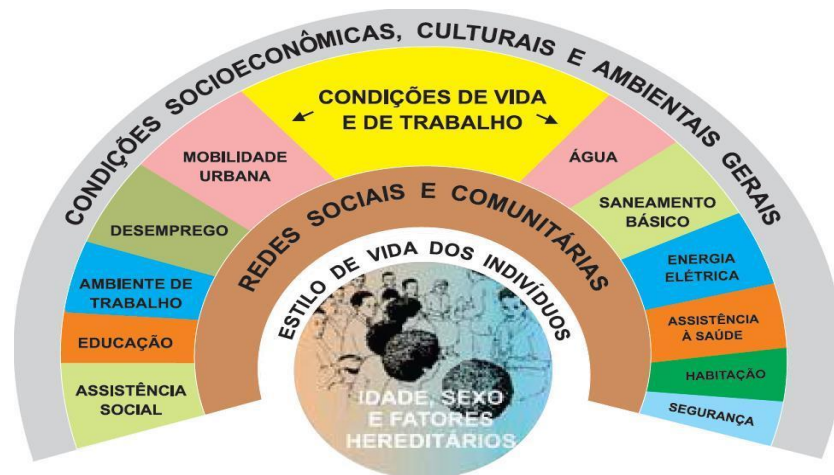 CONDIÇÕES SOCIOECONÔMICAS, CULTURAIS E AMBIENTAIS GERAIS
CONDIÇÕES DE VIDA
E DE TRABALHO
MOBILIDADE
URBANA
DESEMPREGO
AMBIENTE DE
TRABALHO
EDUCAÇÃO
ASSISTÊNCIA
SOCIAL
ÁGUA
SANEAMENTO
BÁSICO
ENERGIA
ELÉTRICA
ASSISTÊNCIA
À SAÚDE
HABITAÇÃO
SEGURANÇA
REDES SOCIAIS E COMUNITÁRIAS
ESTILO DE VIDA DOS INDIVÍDUOS
IDADE, SEXO
E FATORES
HEREDITÁRIOS